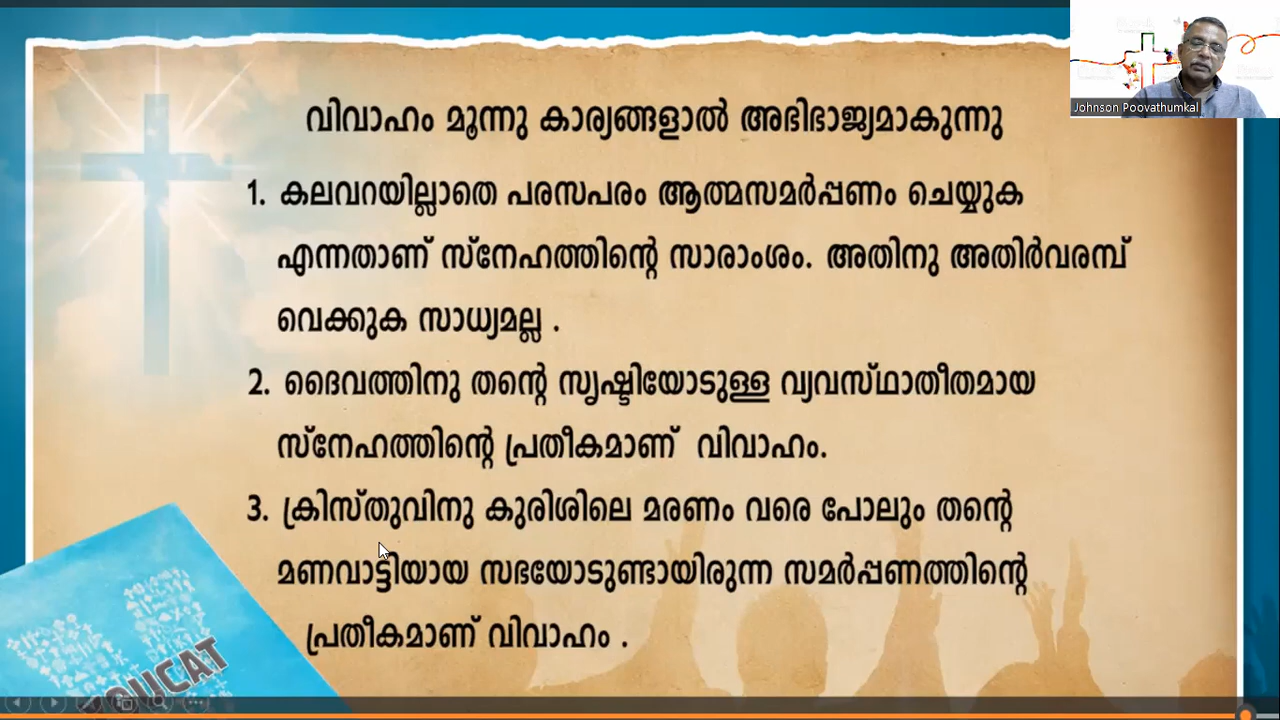 Johnson Poovathumkal
വിവാഹം മൂന്നു കാര്യങ്ങളാൽ അഭിഭാജ്യമാകുന്നു
1. കലവറയില്ലാതെ പരസപരം ആത്മസമർപ്പണം ചെയ്യുക
എന്നതാണ് സ്നേഹത്തിന്റെ സാരാംശം. അതിനു അതിർവരമ്പ്
വെക്കുക സാധ്യമല്ല .
2. ദൈവത്തിനു തന്റെ സൃഷ്ടിയോടുള്ള വ്യവസ്ഥാതീതമായ
സ്നേഹത്തിന്റെ പ്രതീകമാണ് വിവാഹം.
3. ക്രിസ്തുവിനു കുരിശിലെ മരണം വരെ പോലും തന്റെ
മണവാട്ടിയായ സഭയോടുണ്ടായിരുന്ന സമർപ്പണത്തിന്റെ
പ്രതീകമാണ് വിവാഹം .
OUCAT